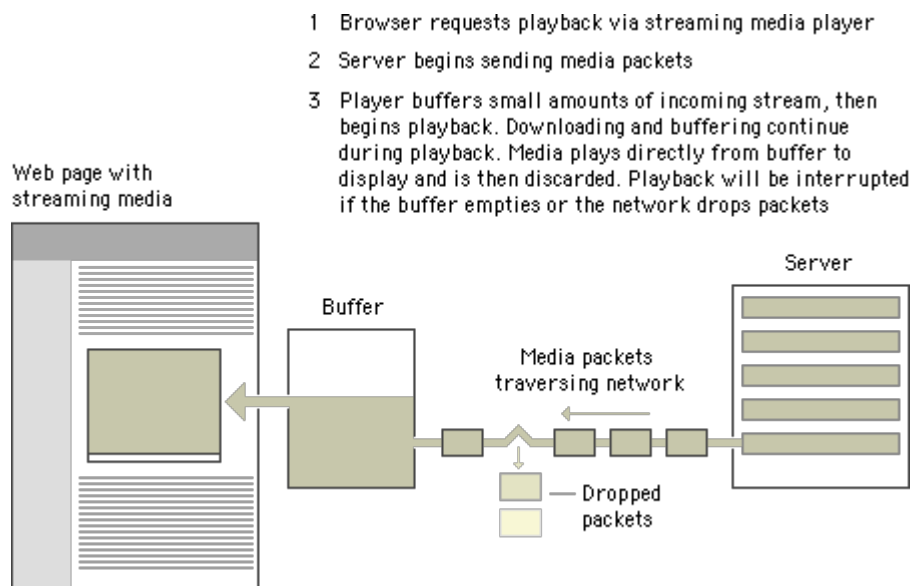 1 Browser requests playback via streaming media player
2 Server begins sending media packets
3 Player buffers small amounts of incoming stream, then
begins playback. Downloading and buffering continue
during playback. Media plays directly from buffer to
display and is then discarded. Playback will be interrupted
if the buffer empties or the network drops packets
Web page with
streaming media
Buffer
Media packets
traversing network
Server
Dropped
packets